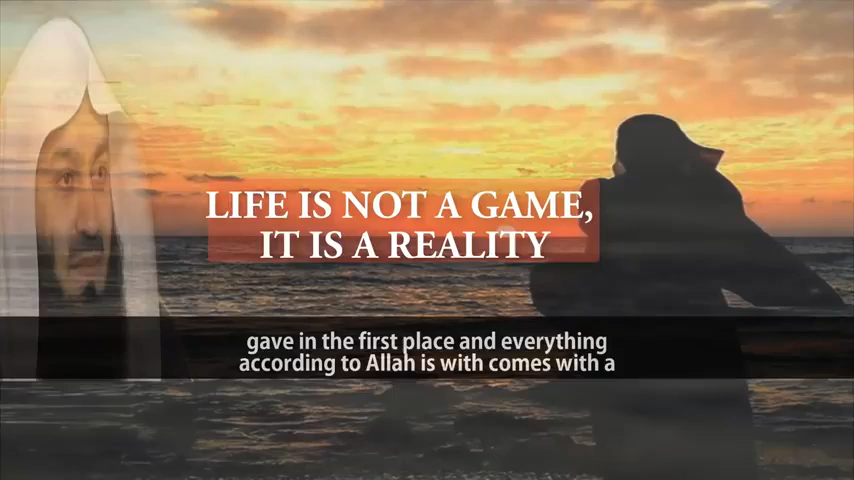 LIFE IS NOT A GAME,
IT IS A REALITY
gave in the first place and everything
according to Allah is with comes with a